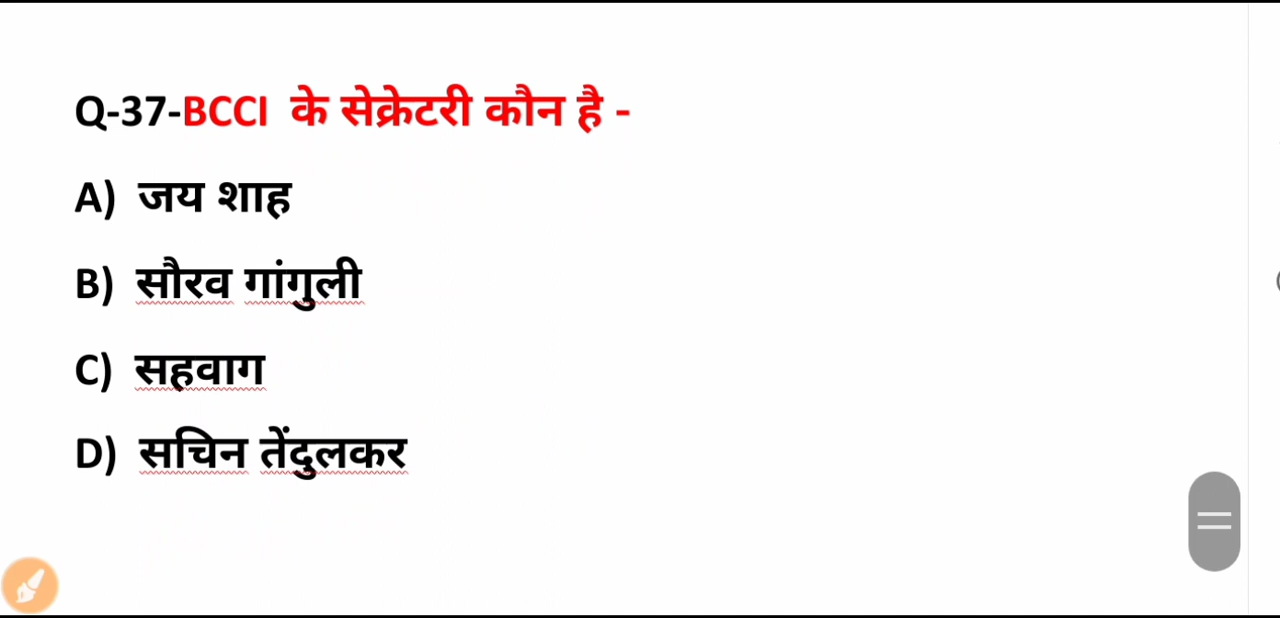 Q-37-BCCI के सेक्रेटरी कौन है -
A) जय शाह
B) सौरव गांगुली
C) सहवाग
D) सचिन तेंदुलकर